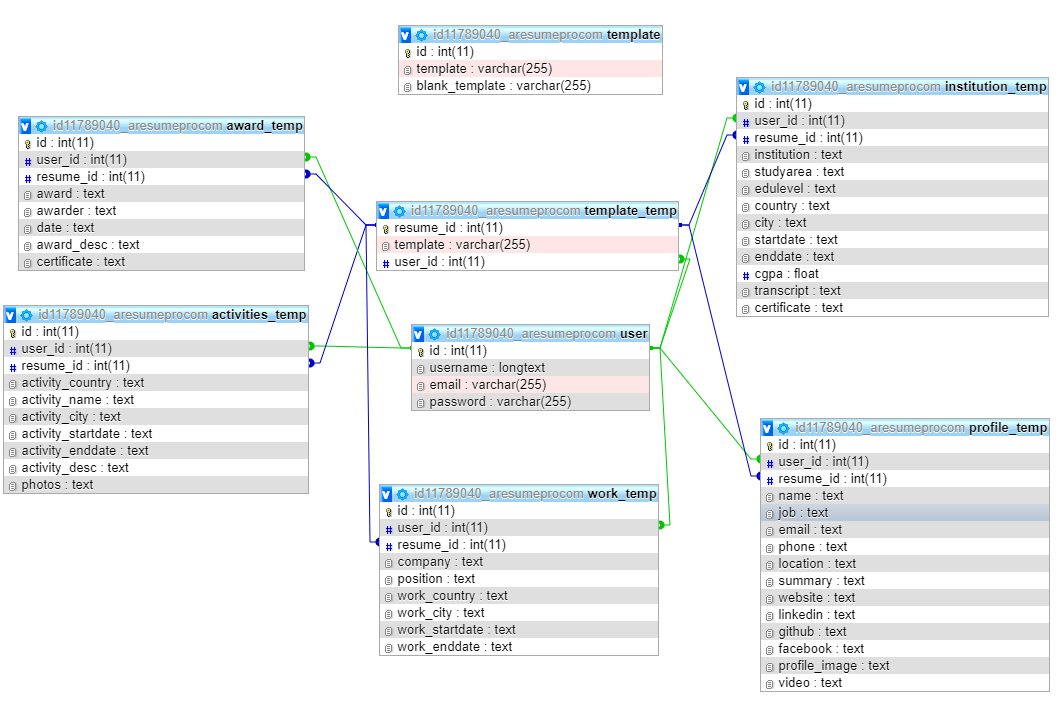 id11789040_aresumeprocom template
id : int(11)
template : varchar(255)
blank_template : varchar(255)
id11789040_aresumeprocom institution_temp
id : int(11)
user_id : int(11)
resume_id : int(11)
institution : text
studyarea : text
edulevel : text
country : text
city : text
startdate : text
enddate : text
cgpa : float
transcript : text
certificate : text
id11789040_aresumeprocom award_temp
id : int(11)
user_id : int(11)
resume_id : int(11)
award : text
awarder : text
date : text
award_desc : text
certificate : text
id11789040_aresumeprocom template_temp
resume_id : int(11)
template : varchar(255)
user_id : int(11)
id11789040_aresumeprocom activities_temp
id : int(11)
user_id : int(11)
resume_id : int(11)
activity_country : text
activity_name : text
activity_city : text
activity_startdate : text
activity_enddate : text
activity_desc : text
photos : text
id11789040_aresumeprocom user
id : int(11)
username : longtext
email : varchar(255)
password : varchar(255)
id11789040_aresumeprocom profile_temp
id : int(11)
user_id : int(11)
resume_id : int(11)
name : text
job : text
email : text
phone : text
location : text
summary : text
website : text
linkedin : text
github : text
facebook : text
profile_image : text
video : text
id11789040_aresumeprocom work_temp
id : int(11)
user_id : int(11)
resume_id : int(11)
company : text
position : text
work_country : text
work_city : text
work_startdate : text
work_enddate : text